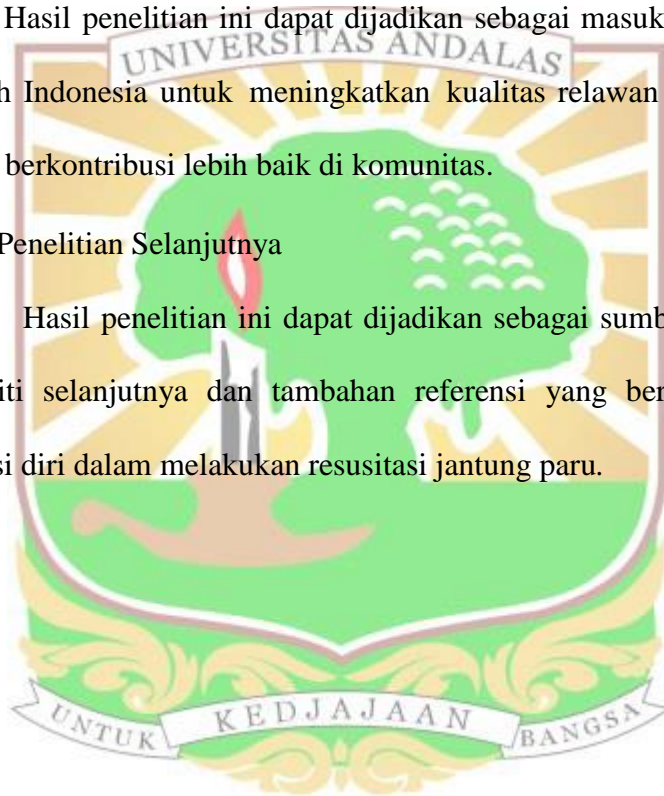 Hasil penelitian ini dapat dijadikan sebagai masuk
UNIVERSITAS ANDALAS
h Indonesia untuk meningkatkan kualitas relawan
berkontribusi lebih baik di komunitas.
Penelitian Selanjutnya
Hasil penelitian ini dapat dijadikan sebagai sumb
iti selanjutnya dan tambahan referensi yang ber
si diri dalam melakukan resusitasi jantung paru.
UNTUK KEDJAJAAN BANGSA